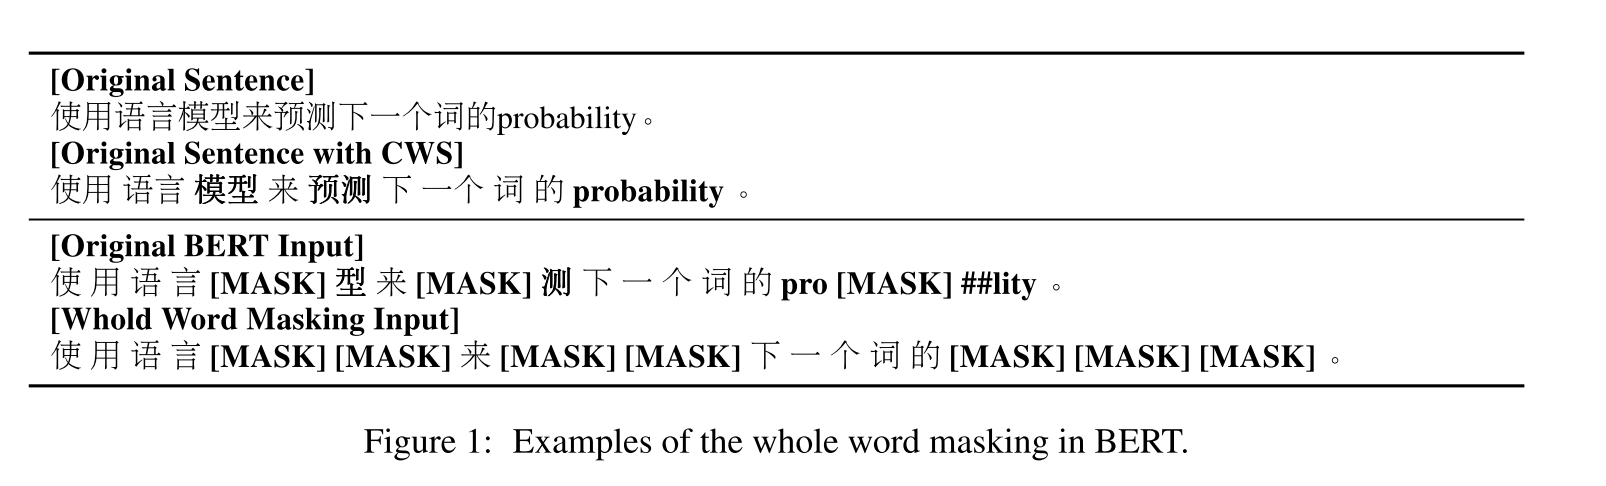 [Original Sentence]
使用语言模型来预测下一个词的probability。
[Original Sentence with CWS]
使用 语言 模型 来 预测 下 一个 词 的 probability 。
[Original BERT Input]
使 用 语 言 [MASK] 型 来 [MASK] 测 下 一 个 词 的 pro [MASK] ##lity 。
[Whold Word Masking Input]
使 用 语 言 [MASK] [MASK] 来 [MASK] [MASK] 下 一 个 词 的 [MASK] [MASK] [MASK] 。
Figure 1: Examples of the whole word masking in BERT.